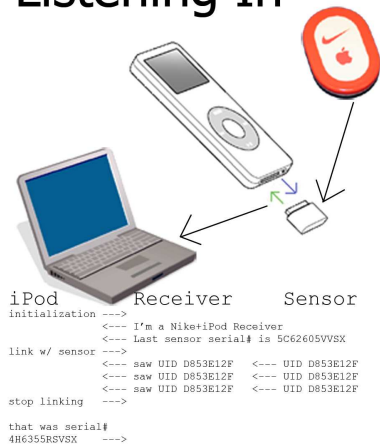 Listening In
iPod Receiver Sensor
initialization --->
<--- I'm a Nike+iPod Receiver
<--- Last sensor serial# is 5C62605VVSX
link w/ sensor --->
<--- saw UID D853E12F <--- UID D853E12F
<--- saw UID D853E12F <--- UID D853E12F
<--- saw UID D853E12F <--- UID D853E12F
stop linking --->
that was serial#
4H6355RSVSX --->